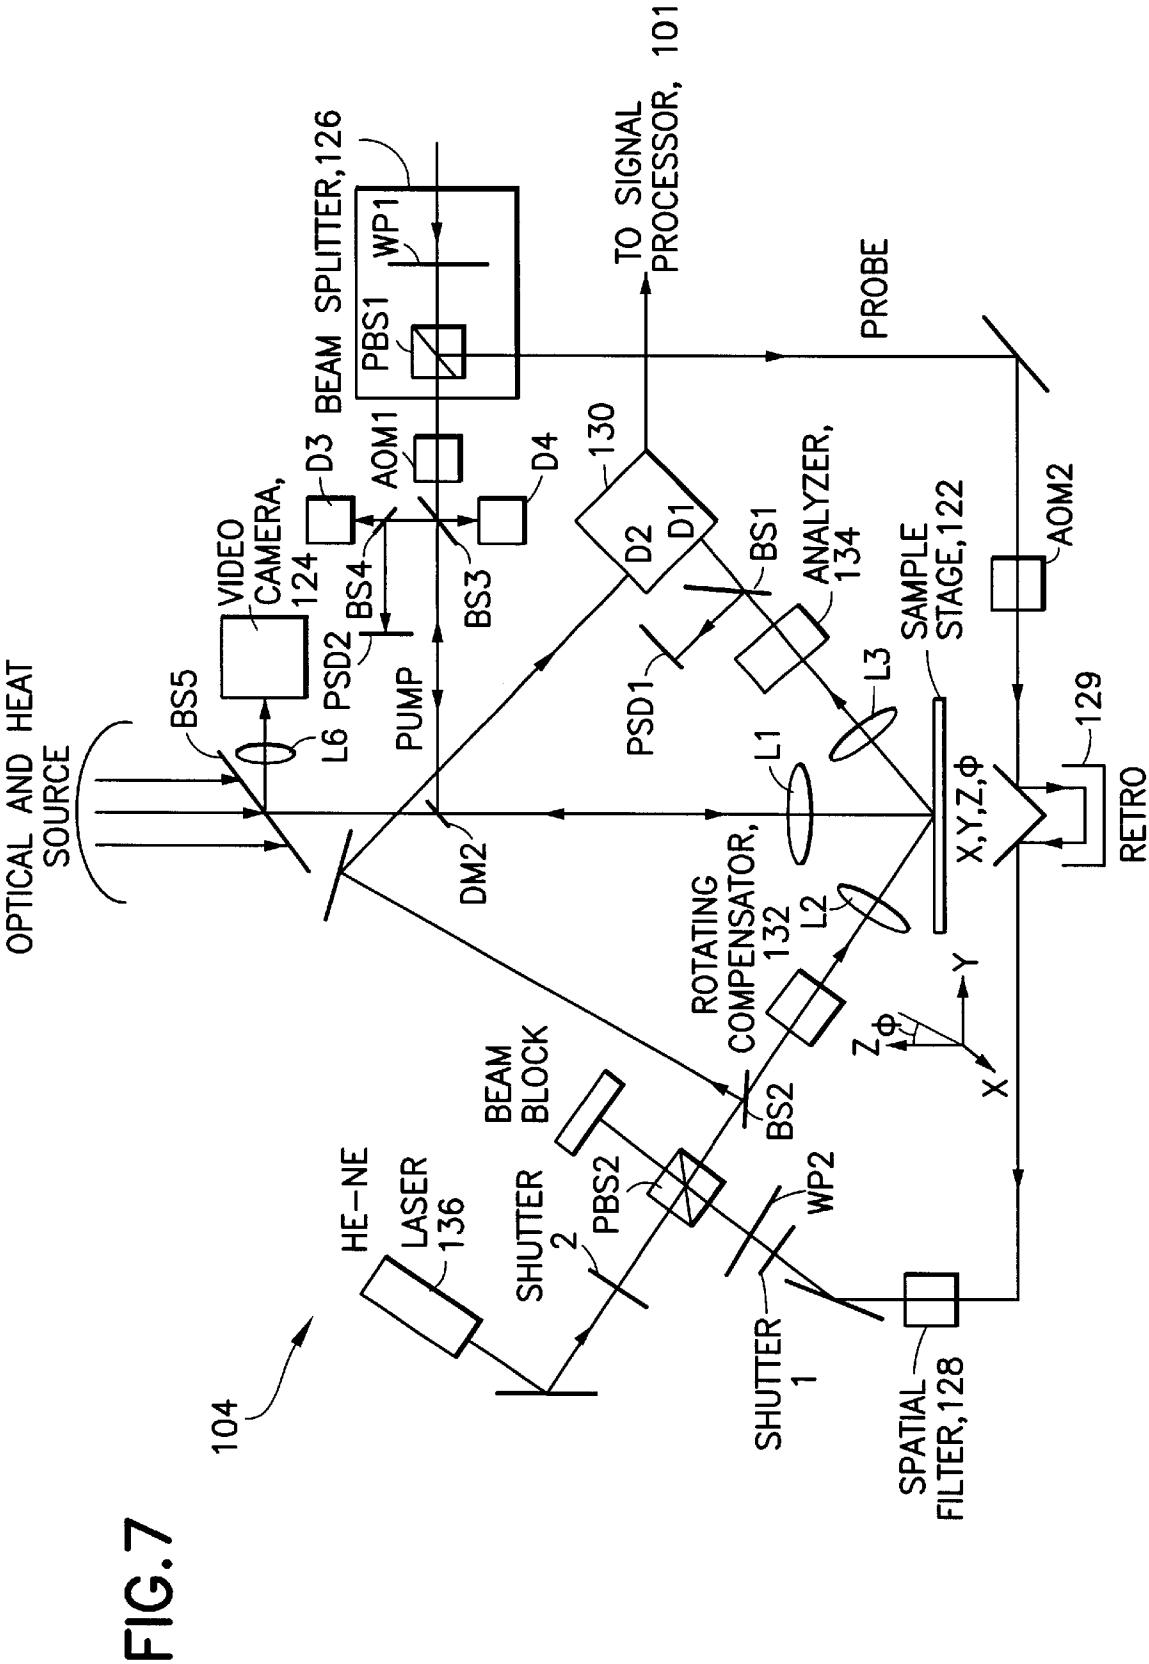 FIG.7
104
OPTICAL AND HEAT
SOURCE
BS5
VIDEO
CAMERA,
124
L6
D3
BEAM SPLITTER,126
WP1
PBS1
AOM1
BS4
PSD2
BS3
D4
PUMP
DM2
TO SIGNAL
PROCESSOR, 101
130
D2
D1
BS1
PSD1
ANALYZER,
134
PROBE
L1
L3
SAMPLE
STAGE,122
AOM2
X,Y,Z,Φ
129
RETRO
HE-NE
LASER
136
BEAM
BLOCK
SHUTTER
2
PBS2
BS2
ROTATING
COMPENSATOR,
132
L2
WP2
SHUTTER
1
Z
Φ
Y
X
SPATIAL
FILTER,128